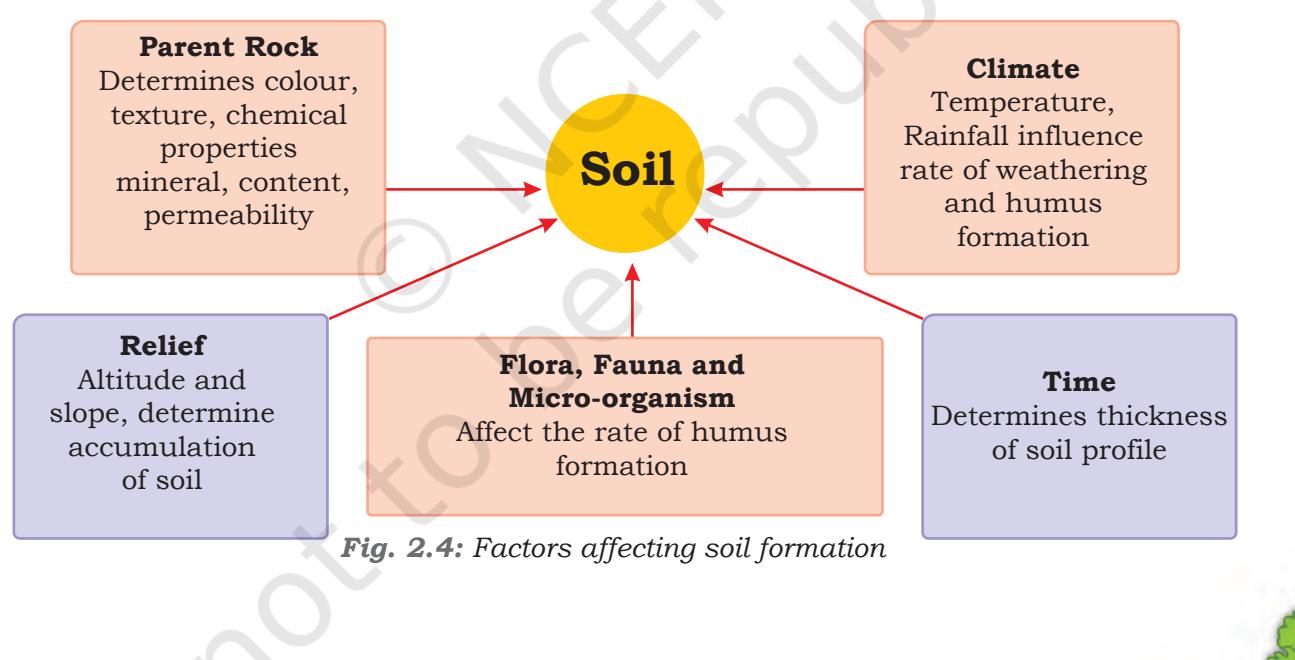 Parent Rock
Determines colour,
texture, chemical
properties
mineral, content,
permeability
Soil
Climate
Temperature,
Rainfall influence
rate of weathering
and humus
formation
Relief
Altitude and
slope, determine
accumulation
of soil
Flora, Fauna and
Micro-organism
Affect the rate of humus
formation
Time
Determines thickness
of soil profile
Fig. 2.4: Factors affecting soil formation
©
not to be